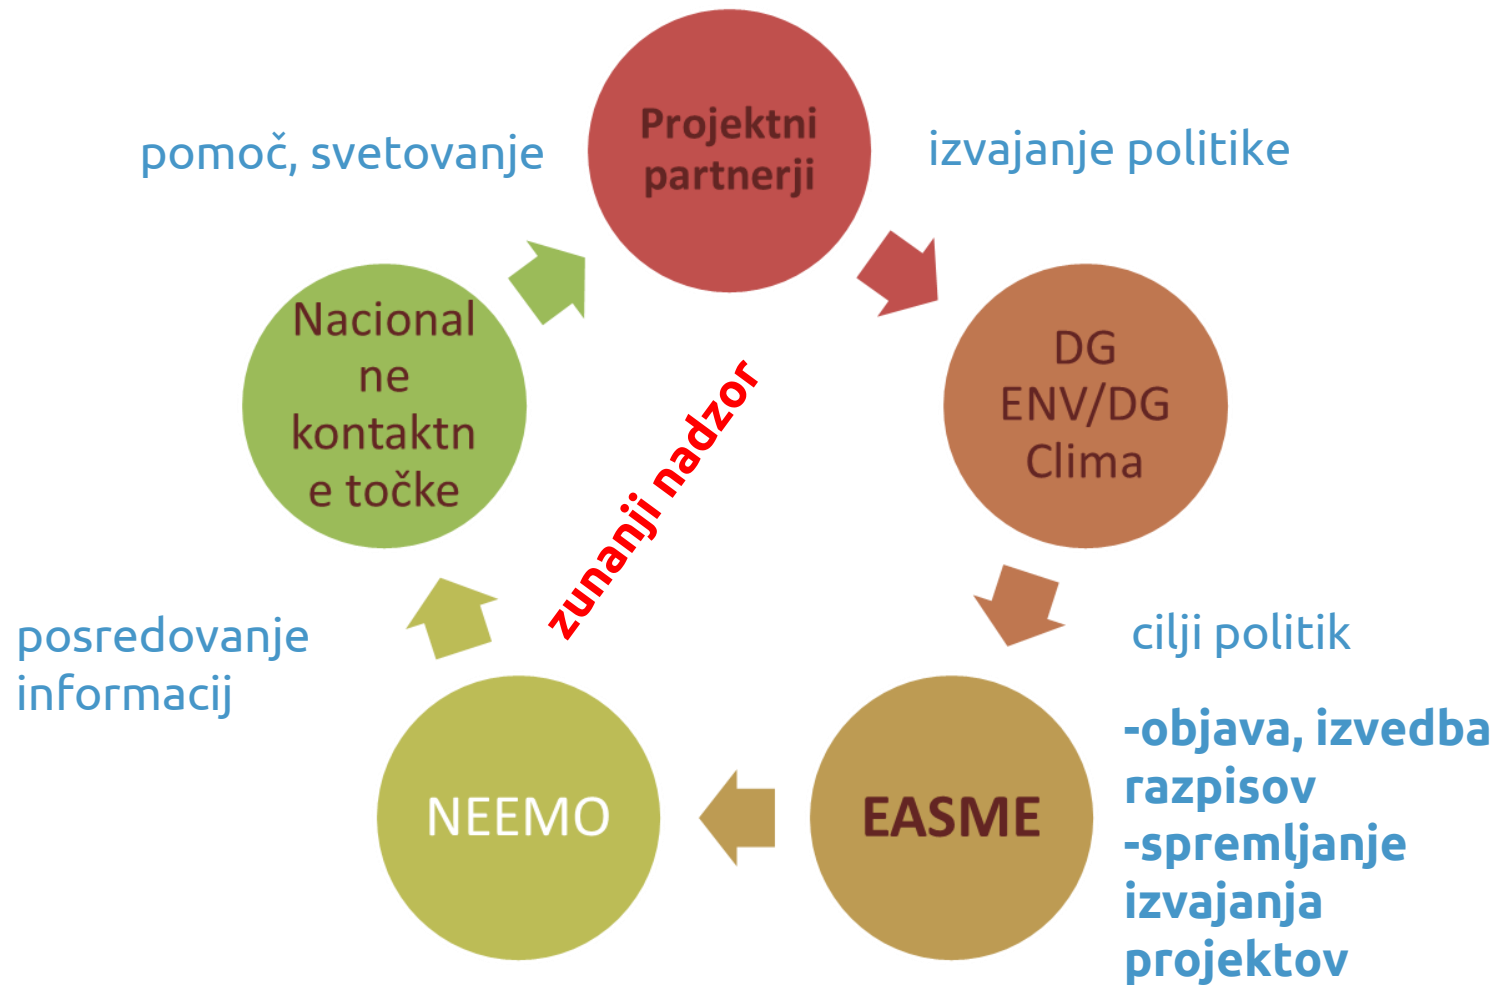 Projektni
partnerji
pomoč, svetovanje
izvajanje politike
Nacional
ne
kontaktn
e točke
DG
ENV/DG
Clima
zunanji nadzor
posredovanje
informacij
cilji politik
NEEMO
EASME
-objava, izvedba
razpisov
-spremljanje
izvajanja
projektov